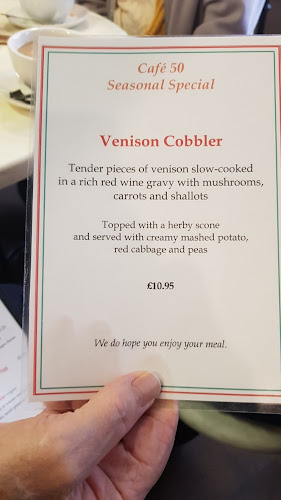 Café 50
Seasonal Special
Venison Cobbler
Tender pieces of venison slow-cooked
in a rich red wine gravy with mushrooms,
carrots and shallots
Topped with a herby scone
and served with creamy mashed potato,
red cabbage and peas
£10.95
We do hope you enjoy your meal.